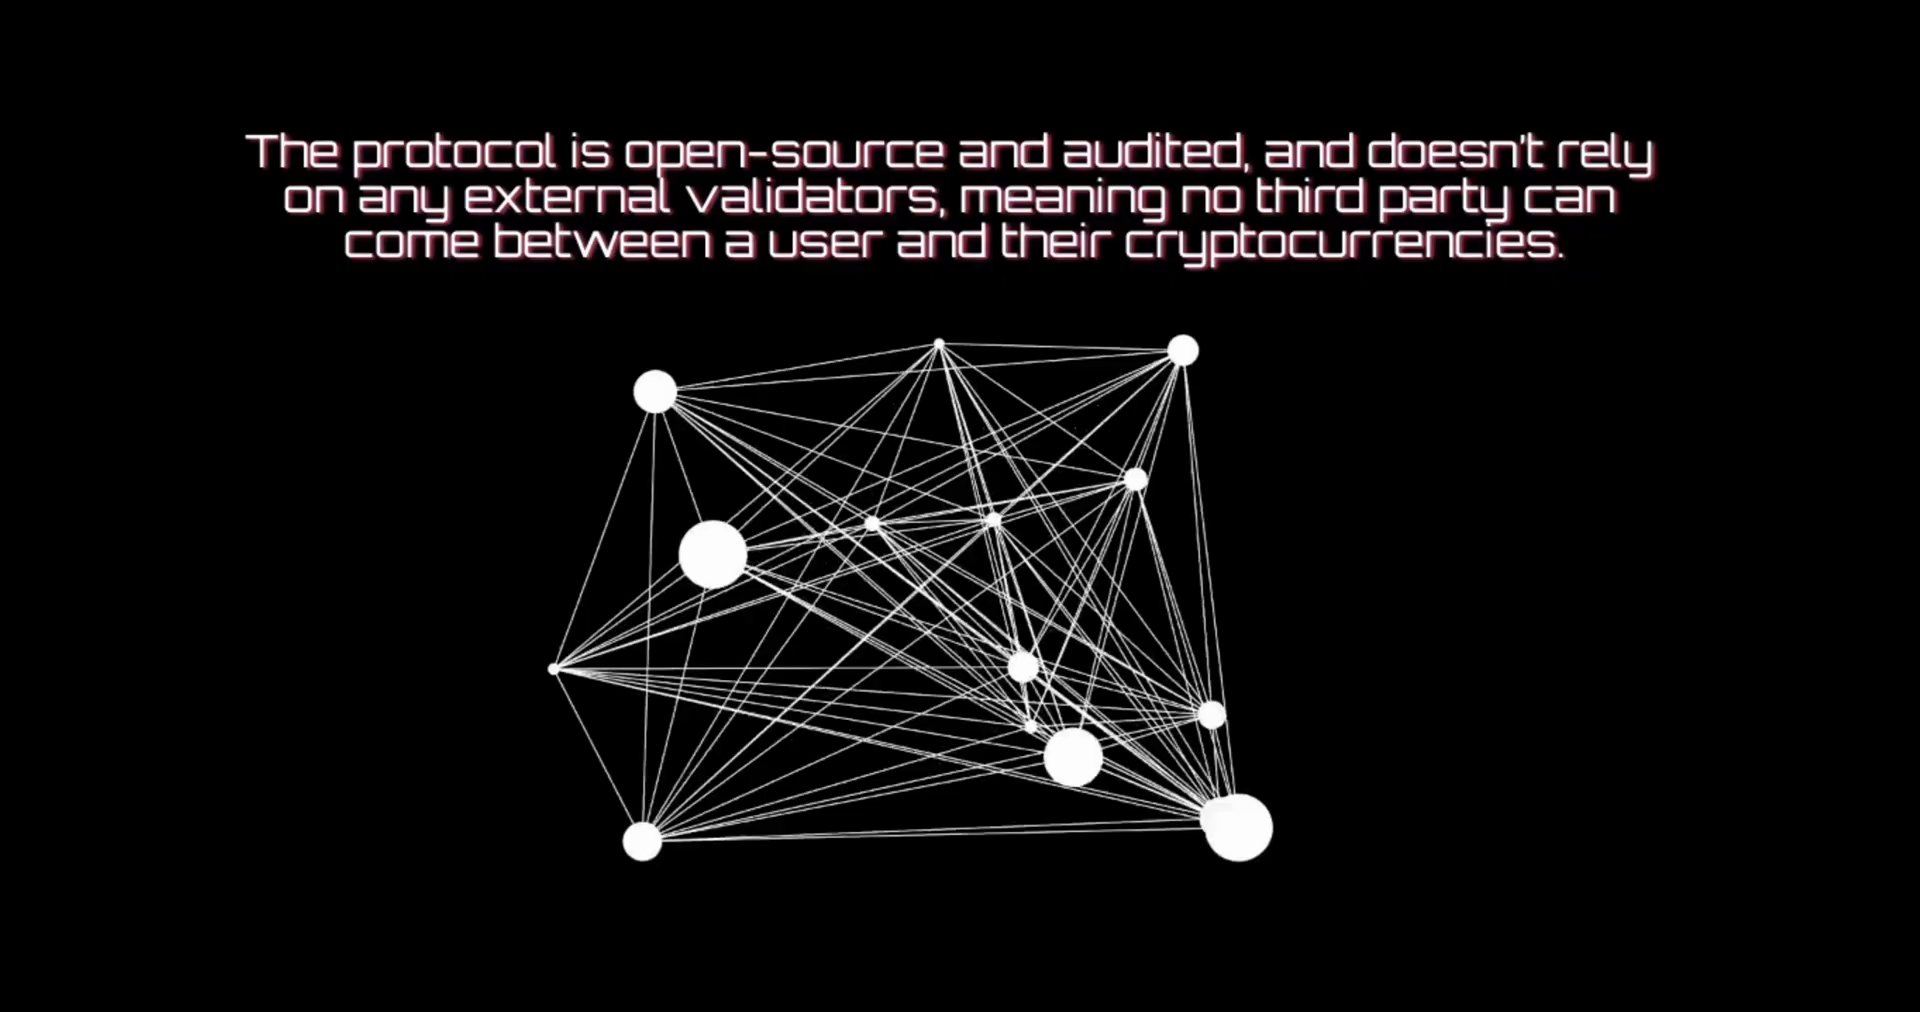 The protocol is open-source and audited, and doesn't rely
on any external validators, meaning no third party can
come between a user and their cryptocurrencies.